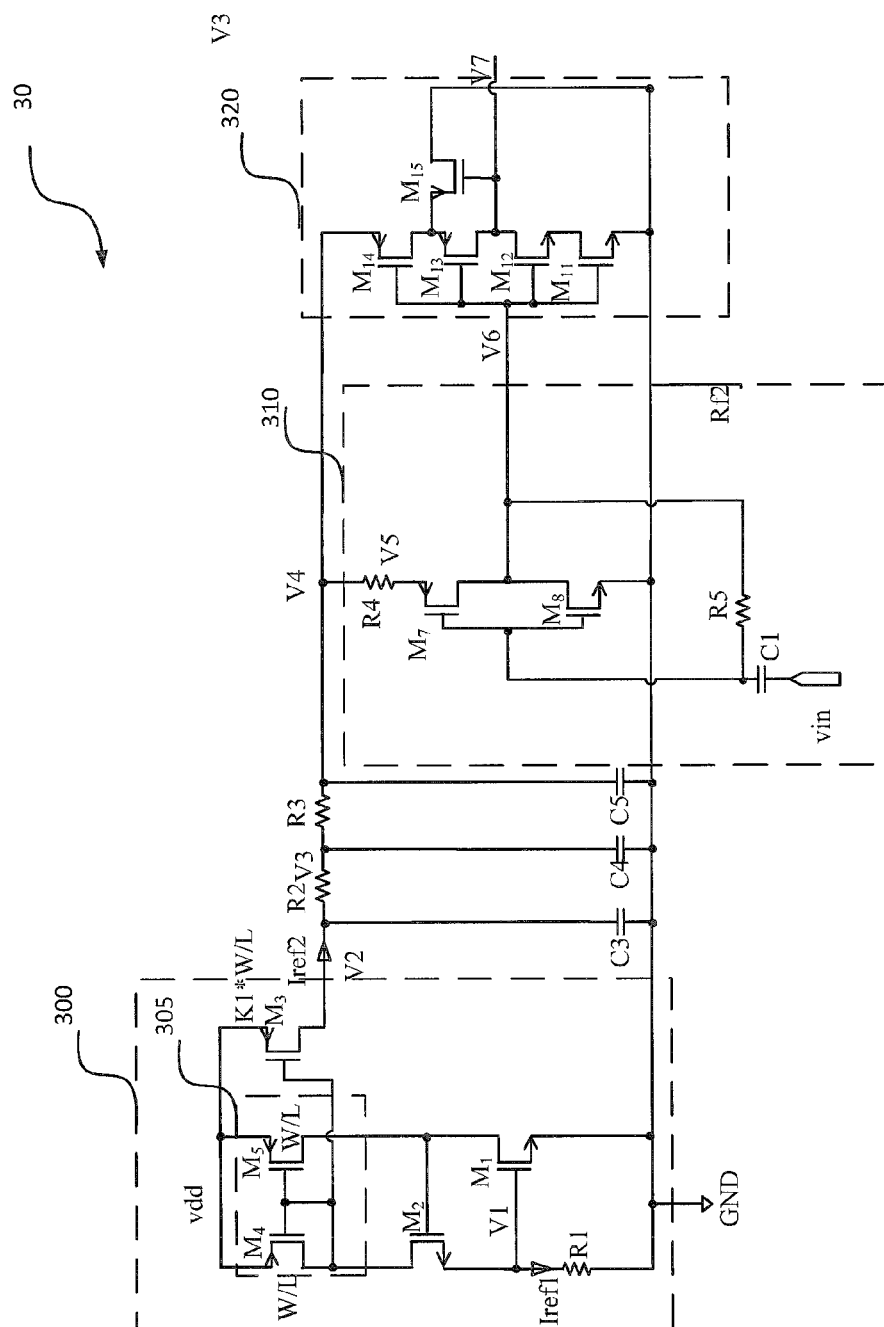 30
V3
320
V7
M15
M14
M13
M12
M11
V6
310
Rf2
V4
V5
R4
M7
M8
R5
C1
vin
R3
V3
R2
C5
C4
C3
300
305
K1*W/L
M3
Iref2
V2
vdd
M5
W/L
M4
W/L
M2
M1
V1
Iref1
R1
GND